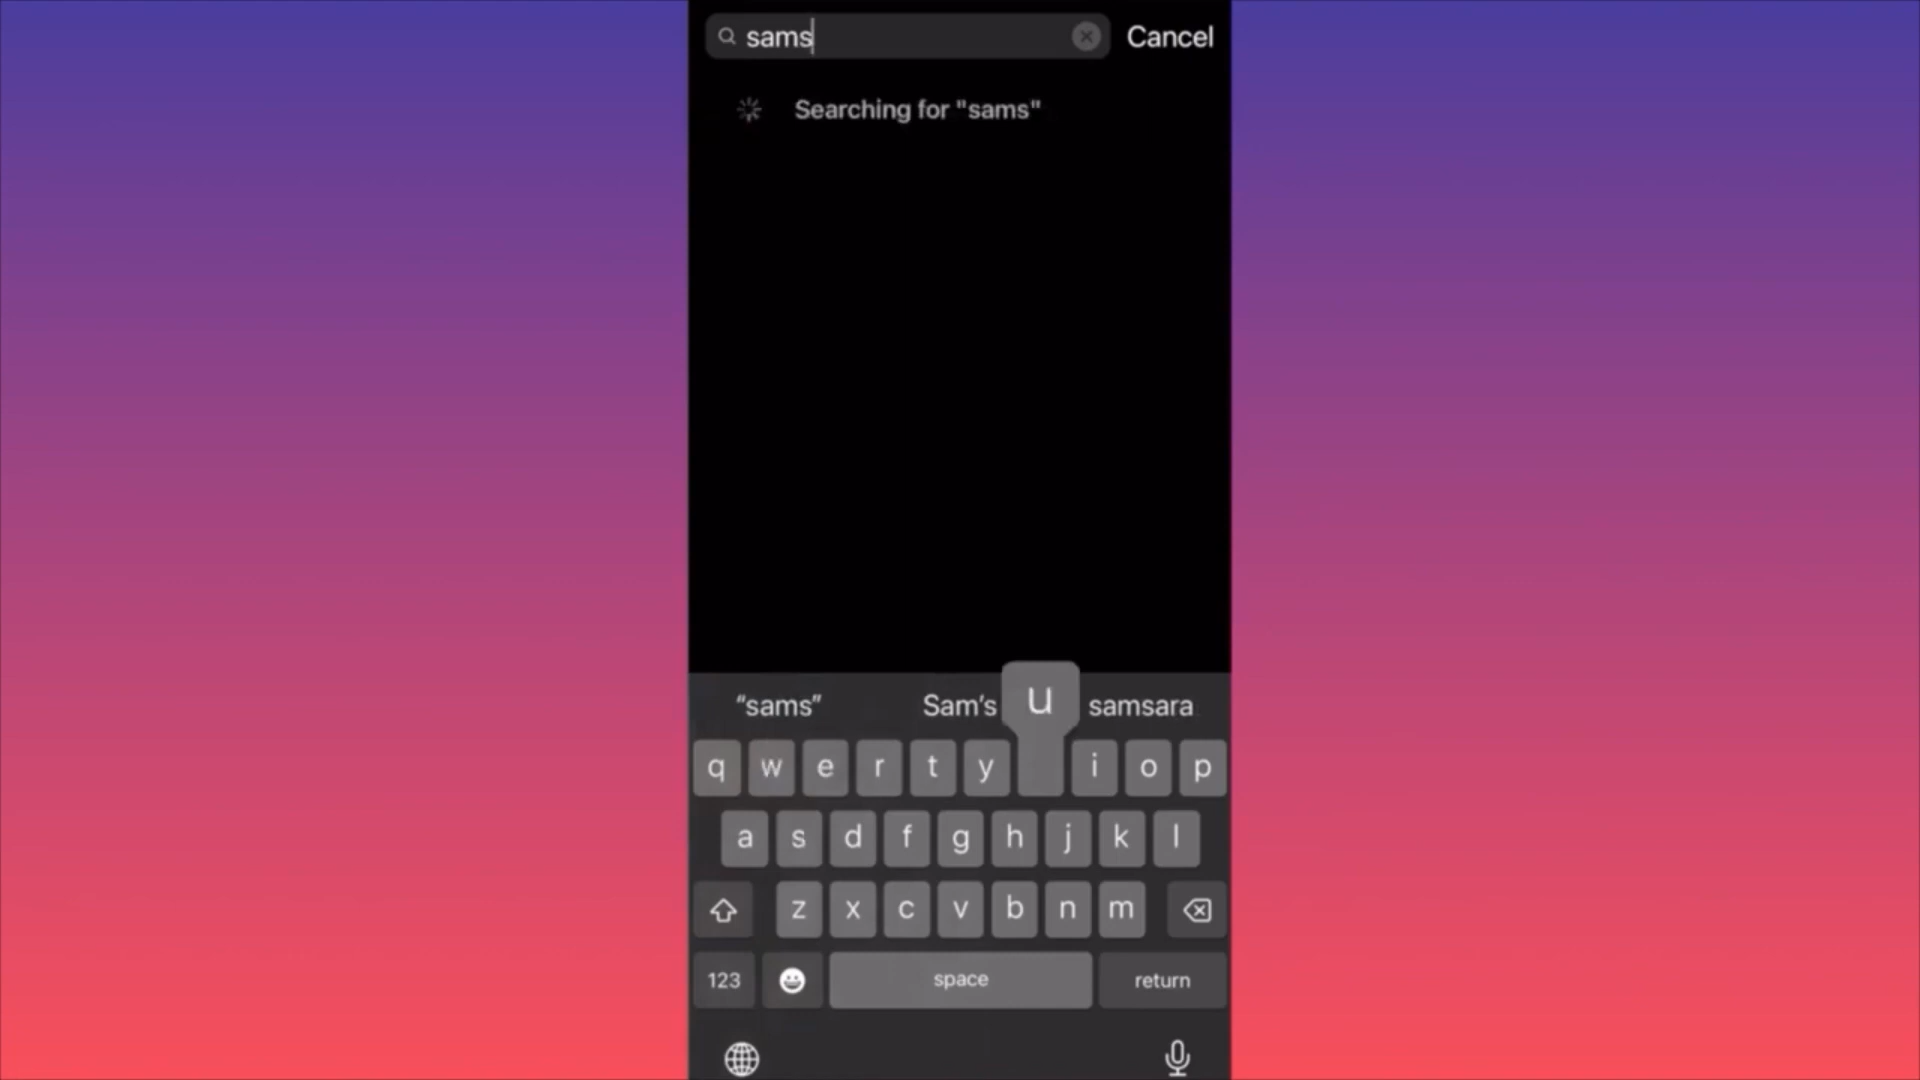 sams Cancel
Searching for "sams"
“sams” Sam’s u samsara
q w e r t y i o p
a s d f g h j k l
z x c v b n m
123 space return